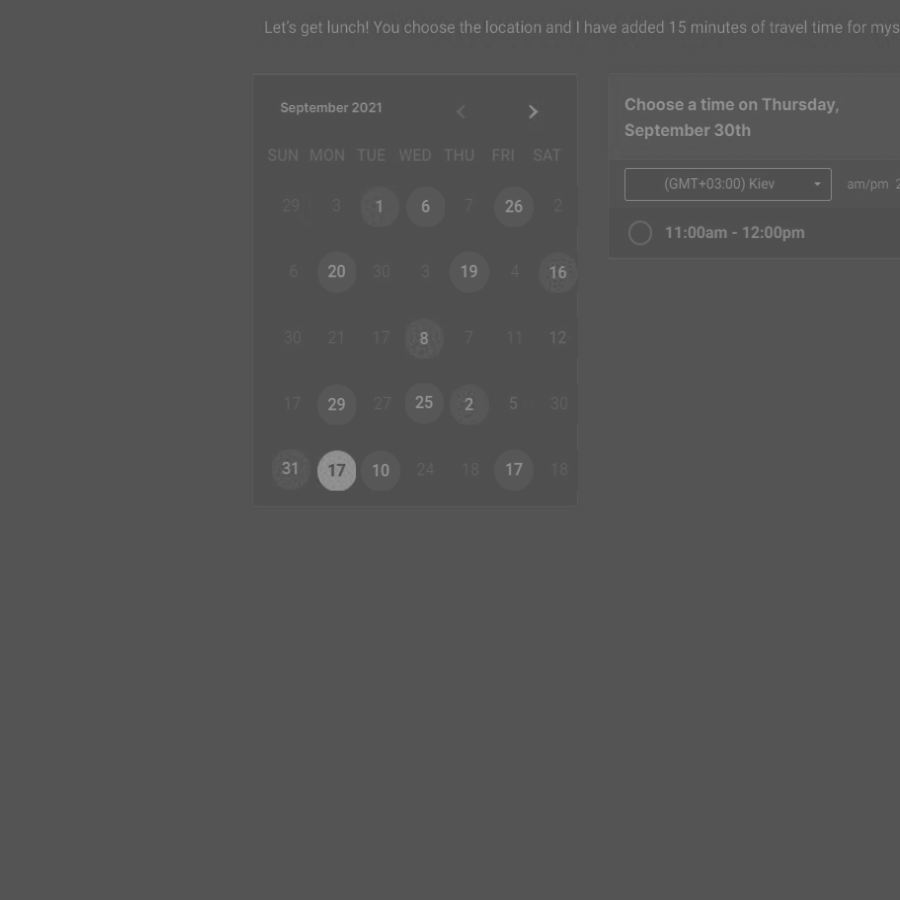 Let's get lunch! You choose the location and I have added 15 minutes of travel time for mys
September 2021
SUN MON TUE WED THU FRI SAT
29 3 1 6 7 26 2
6 20 30 3 19 4 16
30 21 17 8 7 11 12
17 29 27 25 2 5 30
31 17 10 24 18 17 18
Choose a time on Thursday,
September 30th
(GMT+03:00) Kiev am/pm 2
11:00am - 12:00pm